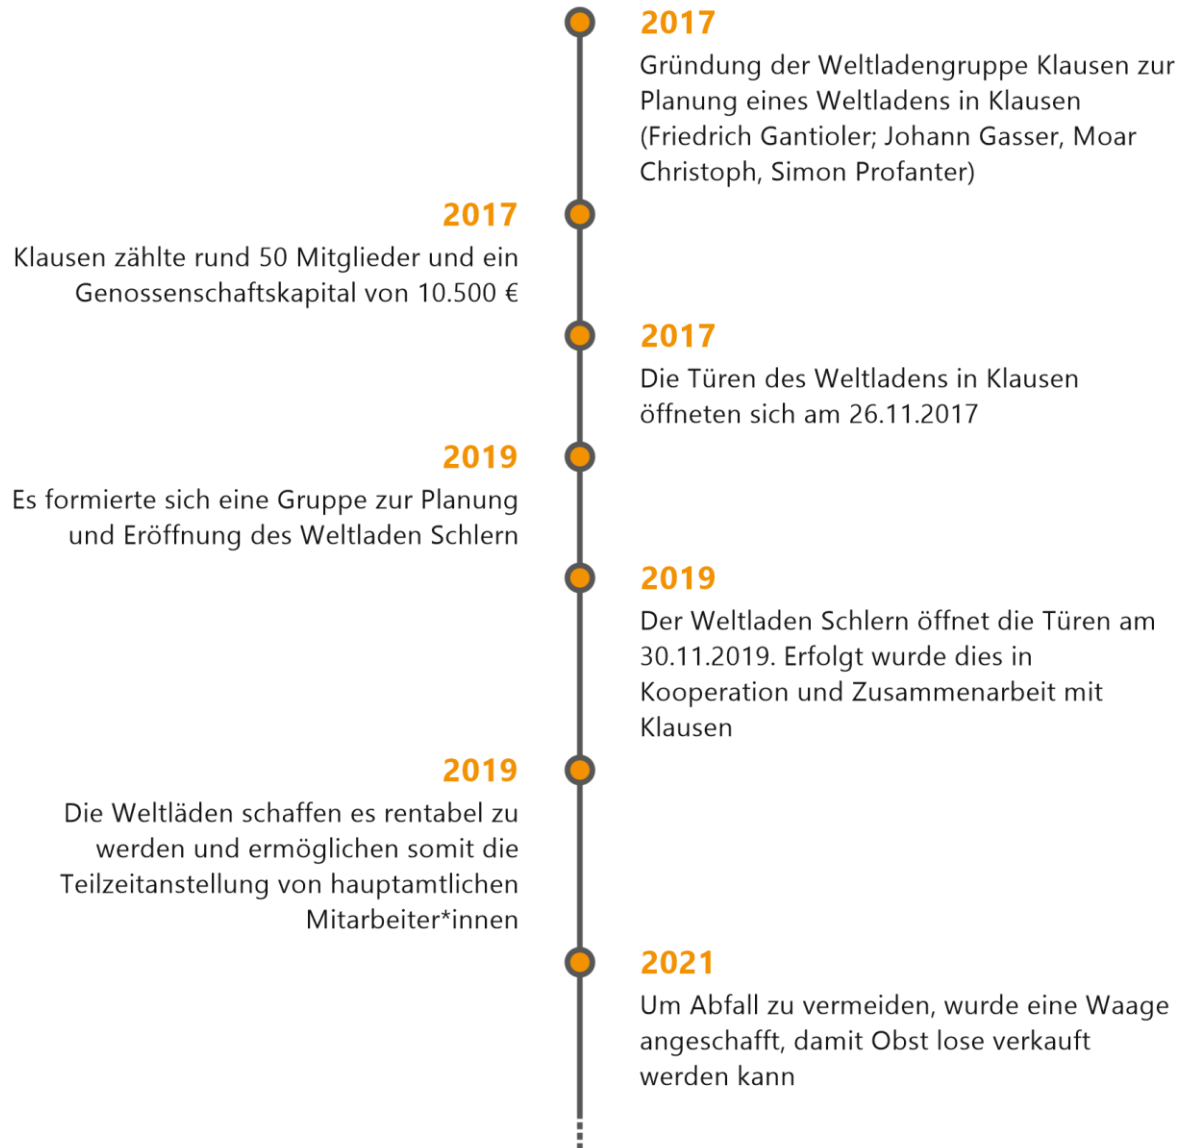 2017
Gründung der Weltladengruppe Klausen zur
Planung eines Weltladens in Klausen
(Friedrich Gantioler; Johann Gasser, Moar
Christoph, Simon Profanter)
2017
Klausen zählte rund 50 Mitglieder und ein
Genossenschaftskapital von 10.500 €
2017
Die Türen des Weltladens in Klausen
öffneten sich am 26.11.2017
2019
Es formierte sich eine Gruppe zur Planung
und Eröffnung des Weltladen Schlern
2019
Der Weltladen Schlern öffnet die Türen am
30.11.2019. Erfolgt wurde dies in
Kooperation und Zusammenarbeit mit
Klausen
2019
Die Weltläden schaffen es rentabel zu
werden und ermöglichen somit die
Teilzeitanstellung von hauptamtlichen
Mitarbeiter*innen
2021
Um Abfall zu vermeiden, wurde eine Waage
angeschafft, damit Obst lose verkauft
werden kann